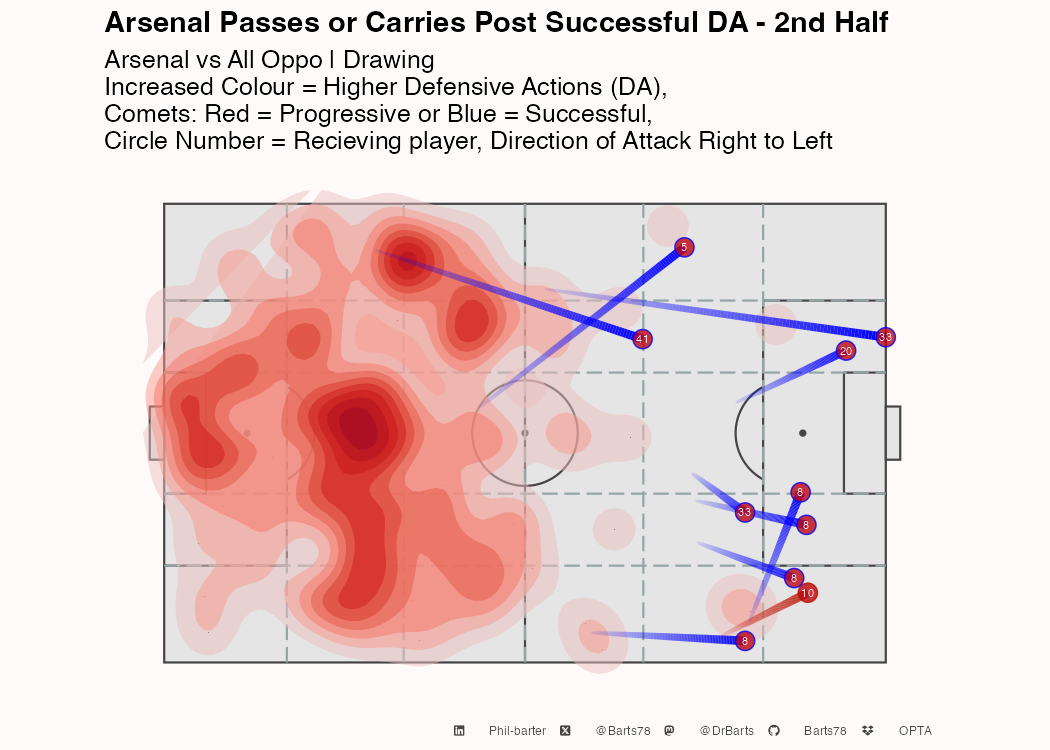 Arsenal Passes or Carries Post Successful DA - 2nd Half
Arsenal vs All Oppo | Drawing
Increased Colour = Higher Defensive Actions (DA),
Comets: Red = Progressive or Blue = Successful,
Circle Number = Recieving player, Direction of Attack Right to Left
5
33
41
20
8
33
8
8
10
8
Phil-barter @Barts78 @DrBarts Barts78 OPTA